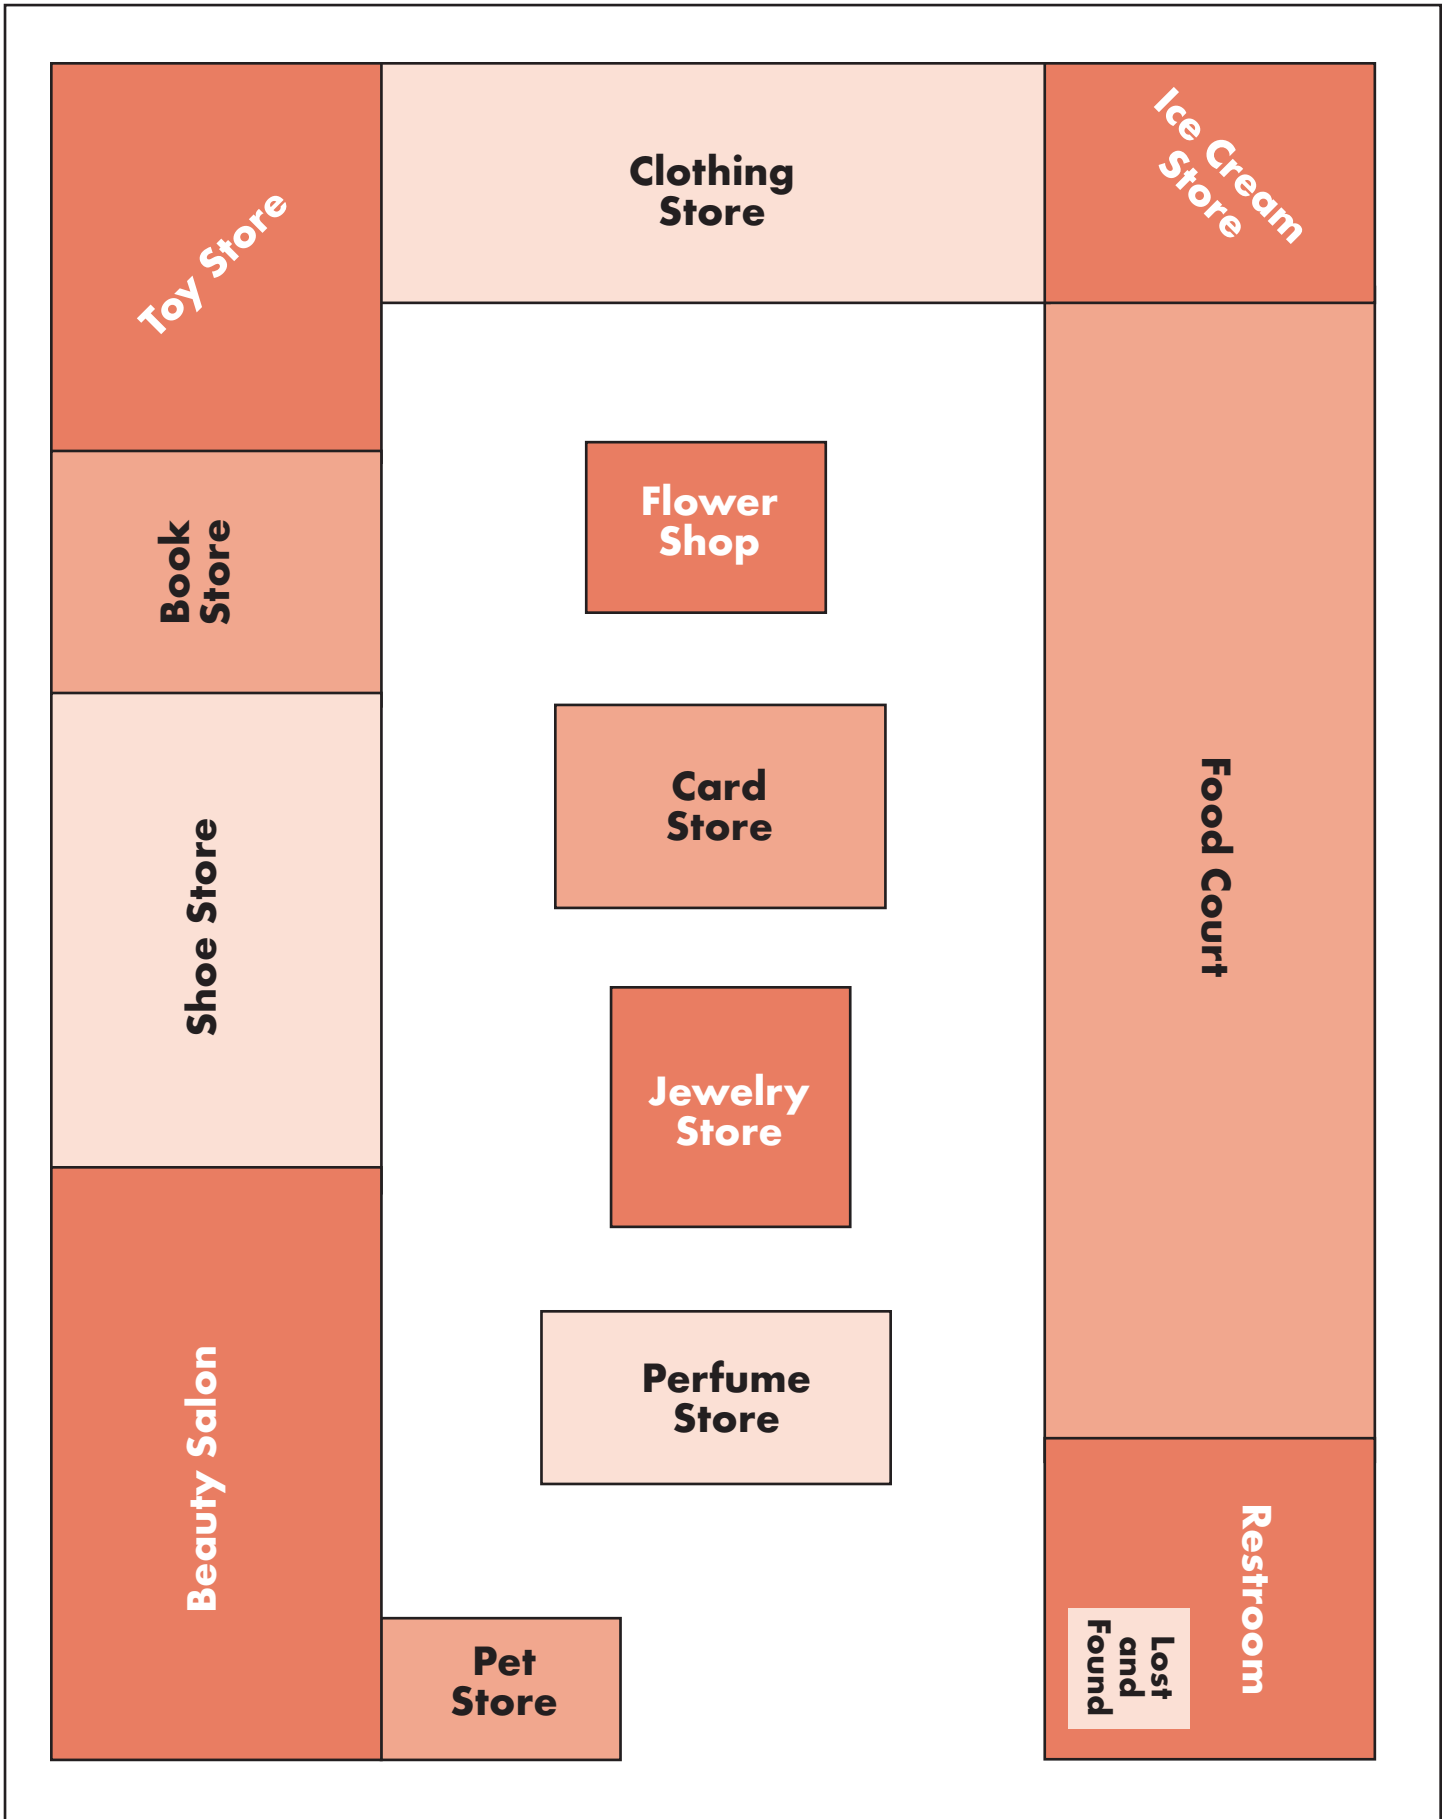 Toy Store
Clothing
Store
Ice Cream
Store
Book
Store
Flower
Shop
Shoe Store
Card
Store
Food Court
Jewelry
Store
Beauty Salon
Perfume
Store
Pet
Store
Restroom
Lost
and
Found